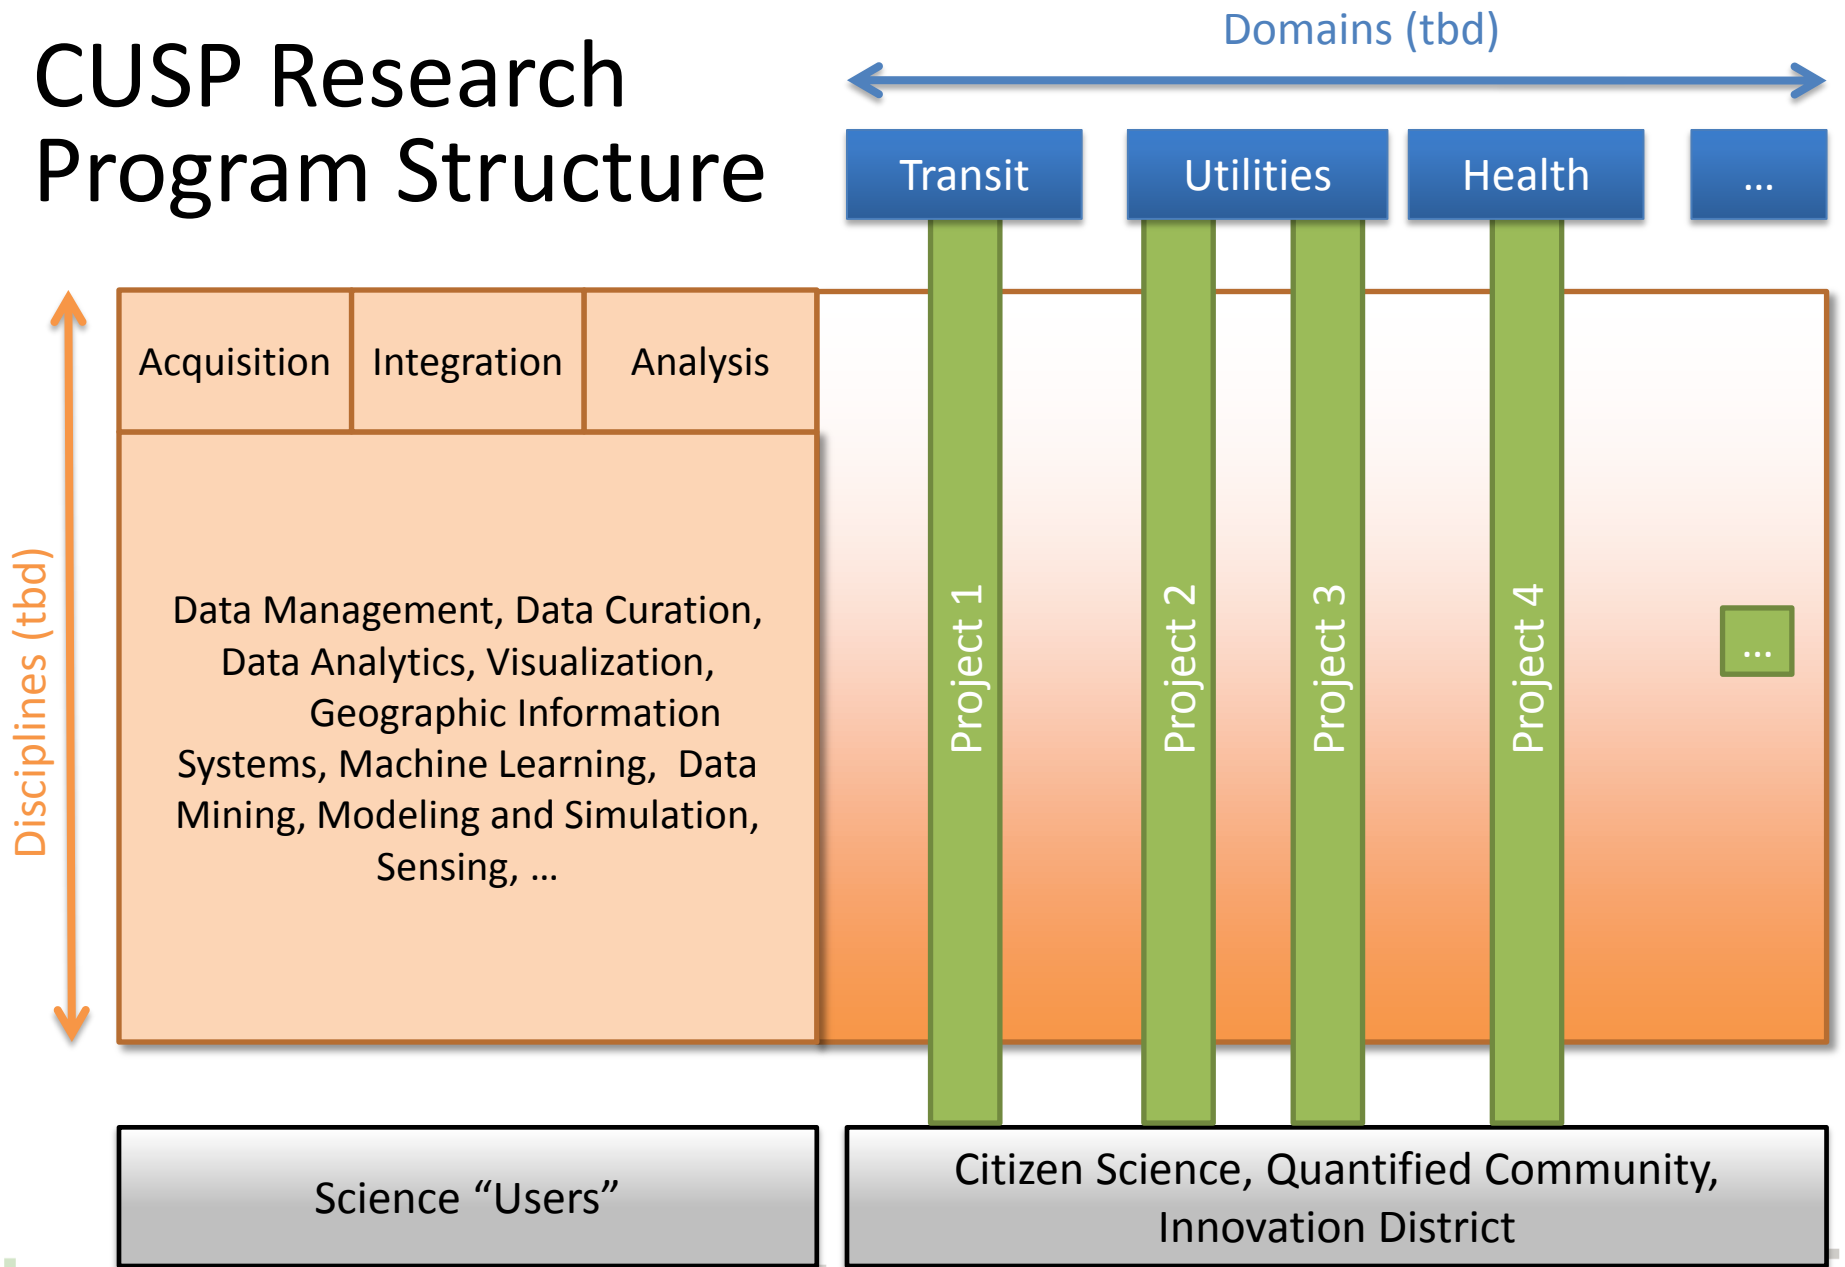 CUSP Research
Program Structure
Domains (tbd)
Transit
Utilities
Health
...
Disciplines (tbd)
Acquisition
Integration
Analysis
Data Management, Data Curation,
Data Analytics, Visualization,
Geographic Information
Systems, Machine Learning,  Data
Mining, Modeling and Simulation,
Sensing, ...
Project 1
Project 2
Project 3
Project 4
...
Science “Users”
Citizen Science, Quantified Community,
Innovation District